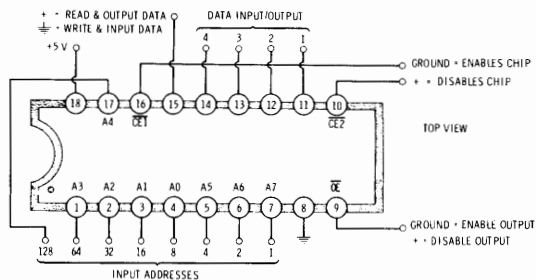 + - READ & OUTPUT DATA
⏚ - WRITE & INPUT DATA
DATA INPUT/OUTPUT
4 3 2 1
+5 V
GROUND = ENABLES CHIP
+ = DISABLES CHIP
18 17 16 15 14 13 12 11 10
A4 CE1 CE2
TOP VIEW
A3 A2 A1 A0 A5 A6 A7 OE
1 2 3 4 5 6 7 8 9
GROUND = ENABLE OUTPUT
+ - DISABLE OUTPUT
128 64 32 16 8 4 2 1
INPUT ADDRESSES